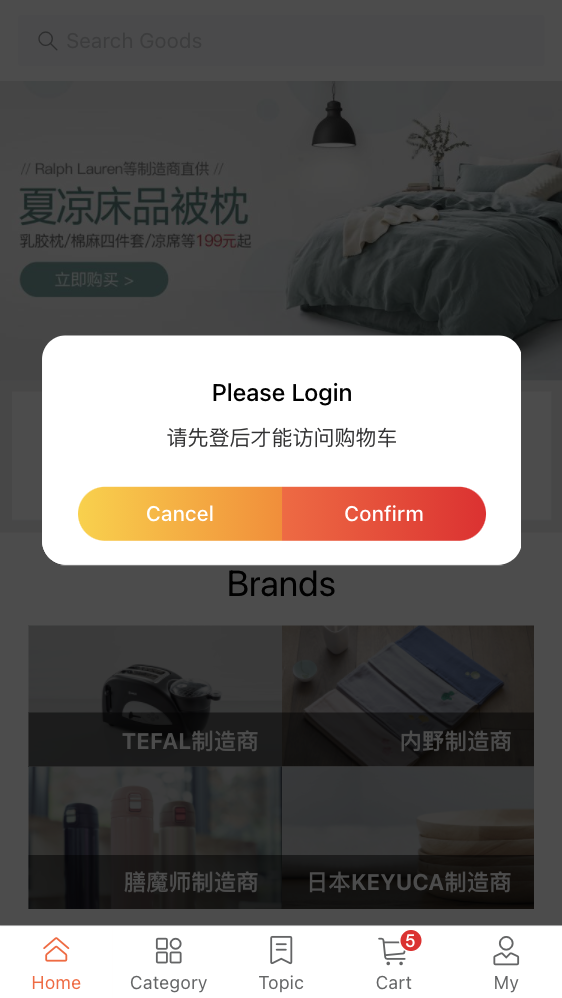 Search Goods
// Ralph Lauren等制造商直供 //
夏凉床品被枕
乳胶枕/棉麻四件套/凉席等199元起
立即购买 >
Please Login
请先登后才能访问购物车
Cancel Confirm
Brands
TEFAL制造商 内野制造商
膳魔师制造商 日本KEYUCA制造商
5
Home Category Topic Cart My